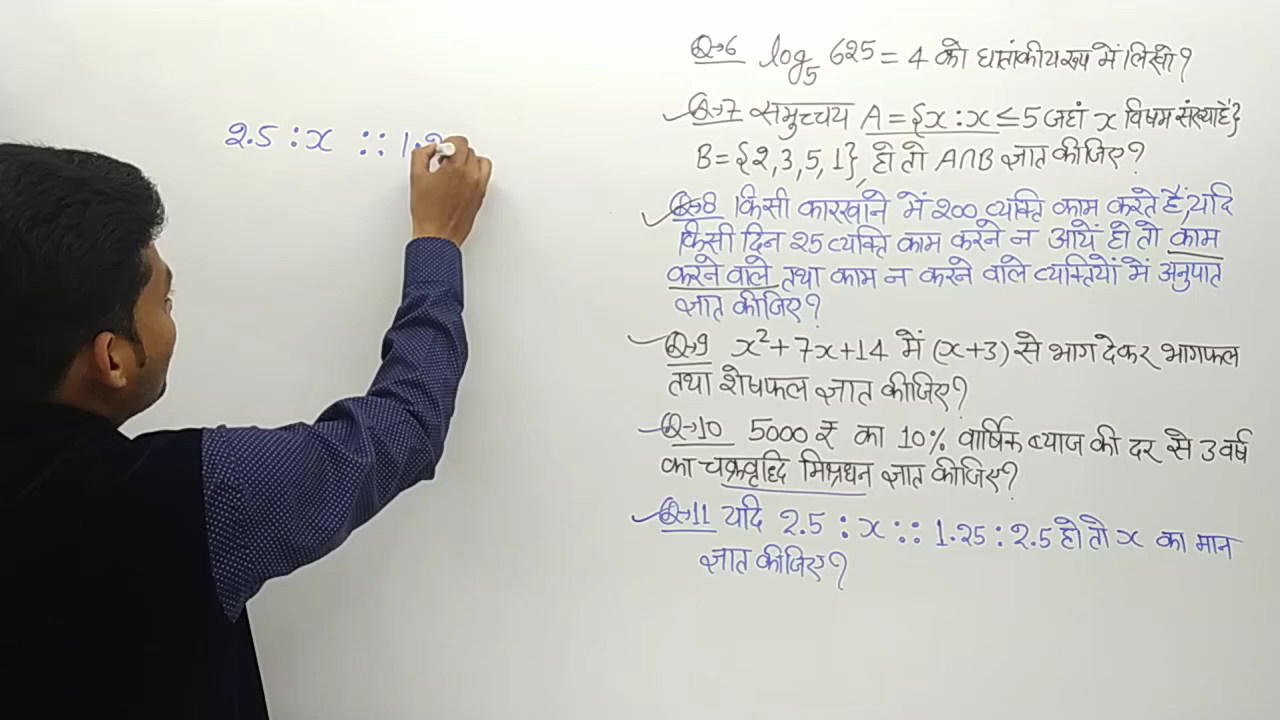 2.5 : x :: 1.2
Q→6 log₅ 625 = 4 को घातांकीय रूप में लिखो?
Q→7 समुच्चय A = {x : x ≤ 5 जहां x विषम संख्या है}
B = {2, 3, 5, 1}, हो तो A∩B ज्ञात कीजिए?
Q→8 किसी कारखाने में 200 व्यक्ति काम करते हैं, यदि
किसी दिन 25 व्यक्ति काम करने न आयें हो तो काम
करने वाले तथा काम न करने वाले व्यक्तियों में अनुपात
ज्ञात कीजिए?
Q→9 x² + 7x + 14 में (x+3) से भाग देकर भागफल
तथा शेषफल ज्ञात कीजिए?
Q→10 5000 ₹ का 10% वार्षिक ब्याज की दर से 3 वर्ष
का चक्रवृद्धि मिश्रधन ज्ञात कीजिए?
Q→11 यदि 2.5 : x :: 1.25 : 2.5 हो तो x का मान
ज्ञात कीजिए?